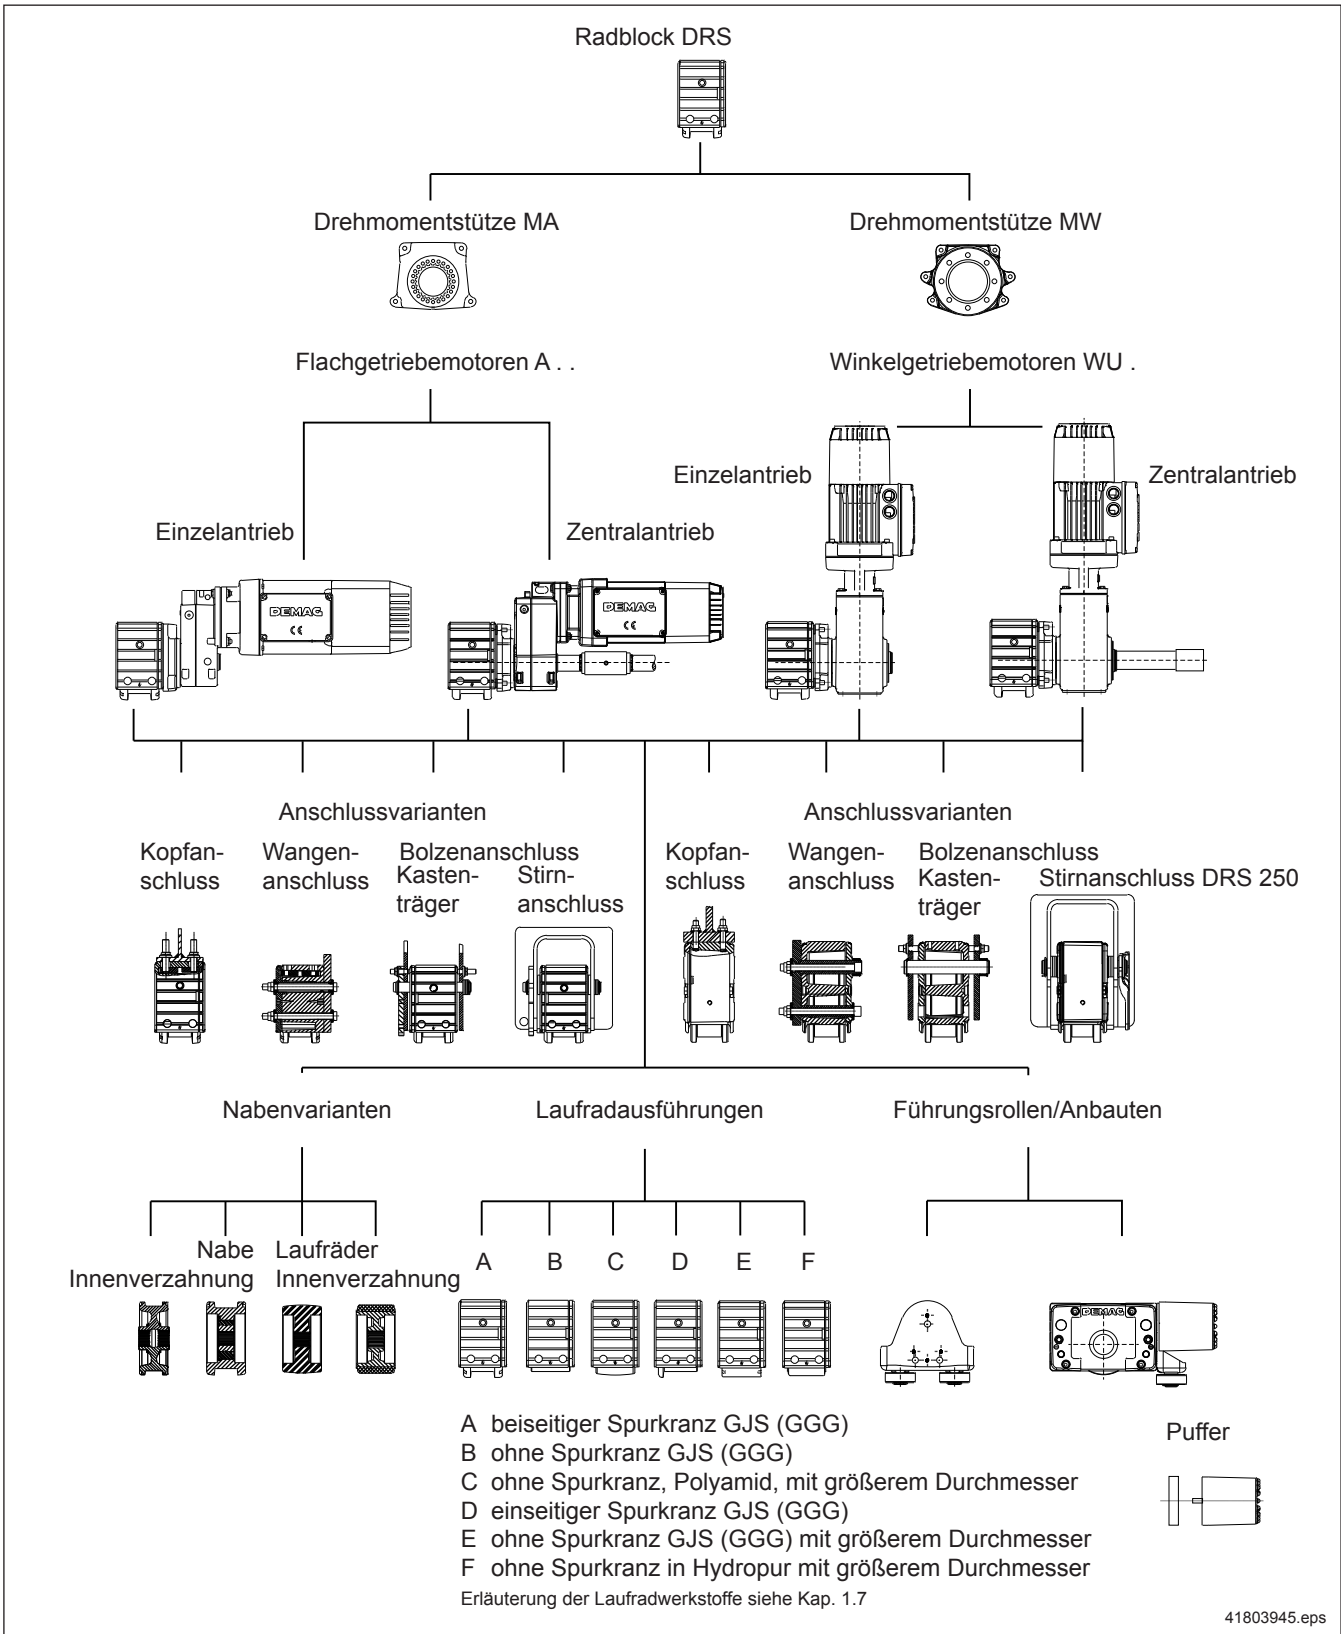 Radblock DRS
Drehmomentstütze MA
Drehmomentstütze MW
Flachgetriebemotoren A . .
Winkelgetriebemotoren WU .
Einzelantrieb
Zentralantrieb
Einzelantrieb
Zentralantrieb
DEMAG
CE
DEMAG
CE
Anschlussvarianten
Kopfan-
schluss
Wangen-
anschluss
Bolzenanschluss
Kasten-
träger
Stirn-
anschluss
Anschlussvarianten
Kopfan-
schluss
Wangen-
anschluss
Bolzenanschluss
Kasten-
träger
Stirnanschluss DRS 250
Nabenvarianten
Laufradausführungen
Führungsrollen/Anbauten
Nabe
Innenverzahnung
Laufräder
Innenverzahnung
A
B
C
D
E
F
DEMAG
A beiseitiger Spurkranz GJS (GGG)
B ohne Spurkranz GJS (GGG)
C ohne Spurkranz, Polyamid, mit größerem Durchmesser
D einseitiger Spurkranz GJS (GGG)
E ohne Spurkranz GJS (GGG) mit größerem Durchmesser
F ohne Spurkranz in Hydropur mit größerem Durchmesser
Erläuterung der Laufradwerkstoffe siehe Kap. 1.7
Puffer
41803945.eps